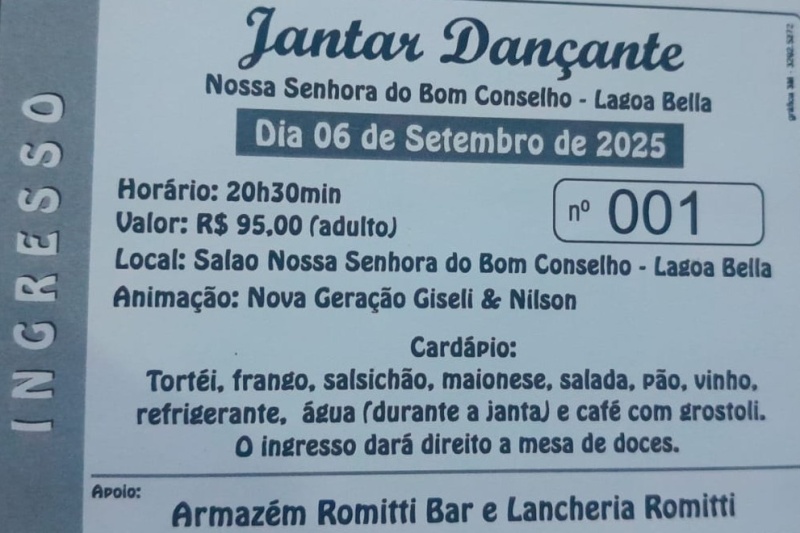 Jantar Dançante
Nossa Senhora do Bom Conselho - Lagoa Bella
Dia 06 de Setembro de 2025
Horário: 20h30min
nº 001
Valor: R$ 95,00 (adulto)
Local: Salao Nossa Senhora do Bom Conselho - Lagoa Bella
Animação: Nova Geração Giseli & Nilson
Cardápio:
Tortéi, frango, salsichão, maionese, salada, pão, vinho,
refrigerante, água (durante a janta) e café com grostoli.
O ingresso dará direito a mesa de doces.
Apoio:
Armazém Romitti Bar e Lancheria Romitti
INGRESSO
gráfica